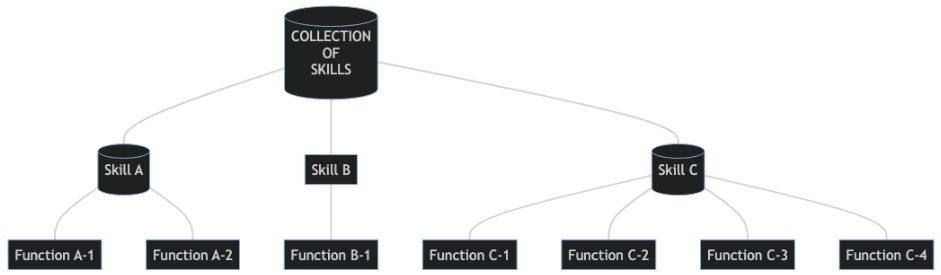 COLLECTION
OF
SKILLS
Skill A
Skill B
Skill C
Function A-1
Function A-2
Function B-1
Function C-1
Function C-2
Function C-3
Function C-4